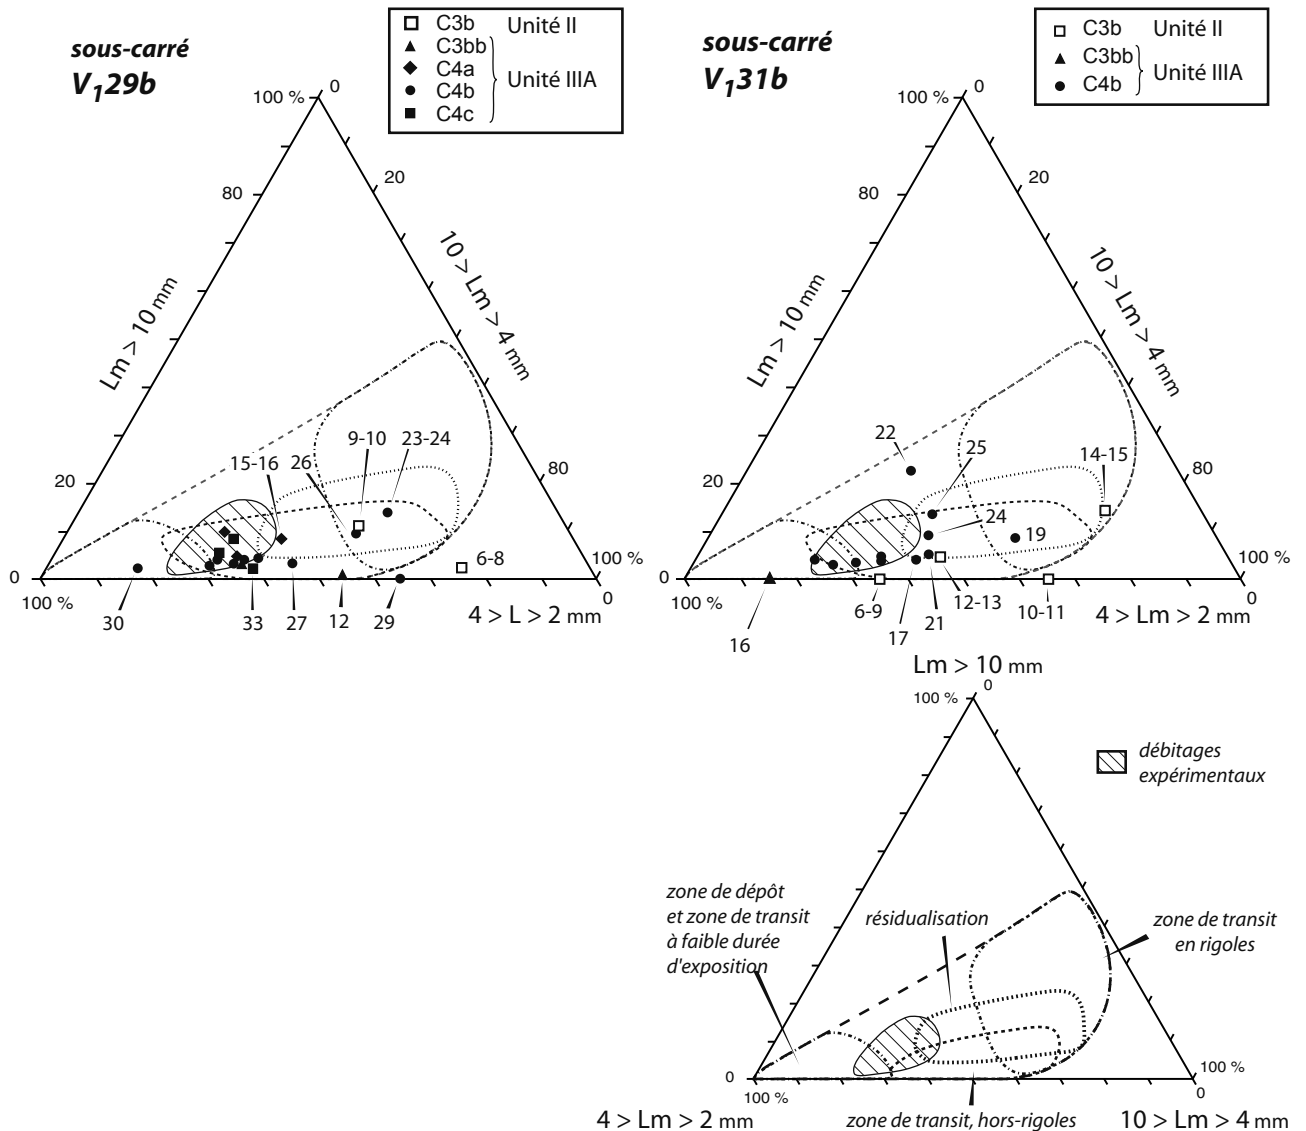 sous-carré
V₁29b
C3b Unité II
C3bb
C4a
C4b
C4c
Unité IIIA
100 %
0
80
20
Lm > 10 mm
10 > Lm > 4 mm
20
80
15-16
26
9-10
23-24
6-8
0
100 %
100 %
0
30
33
27
12
29
4 > L > 2 mm
sous-carré
V₁31b
C3b Unité II
C3bb
C4b
Unité IIIA
100 %
0
80
20
Lm > 10 mm
10 > Lm > 4 mm
20
80
22
25
14-15
24
19
0
100 %
100 %
0
16
6-9
17
21
12-13
10-11
4 > Lm > 2 mm
Lm > 10 mm
100 %
0
débitages
expérimentaux
zone de dépôt
et zone de transit
à faible durée
d'exposition
résidualisation
zone de transit
en rigoles
0
100 %
100 %
0
4 > Lm > 2 mm
zone de transit, hors-rigoles
10 > Lm > 4 mm